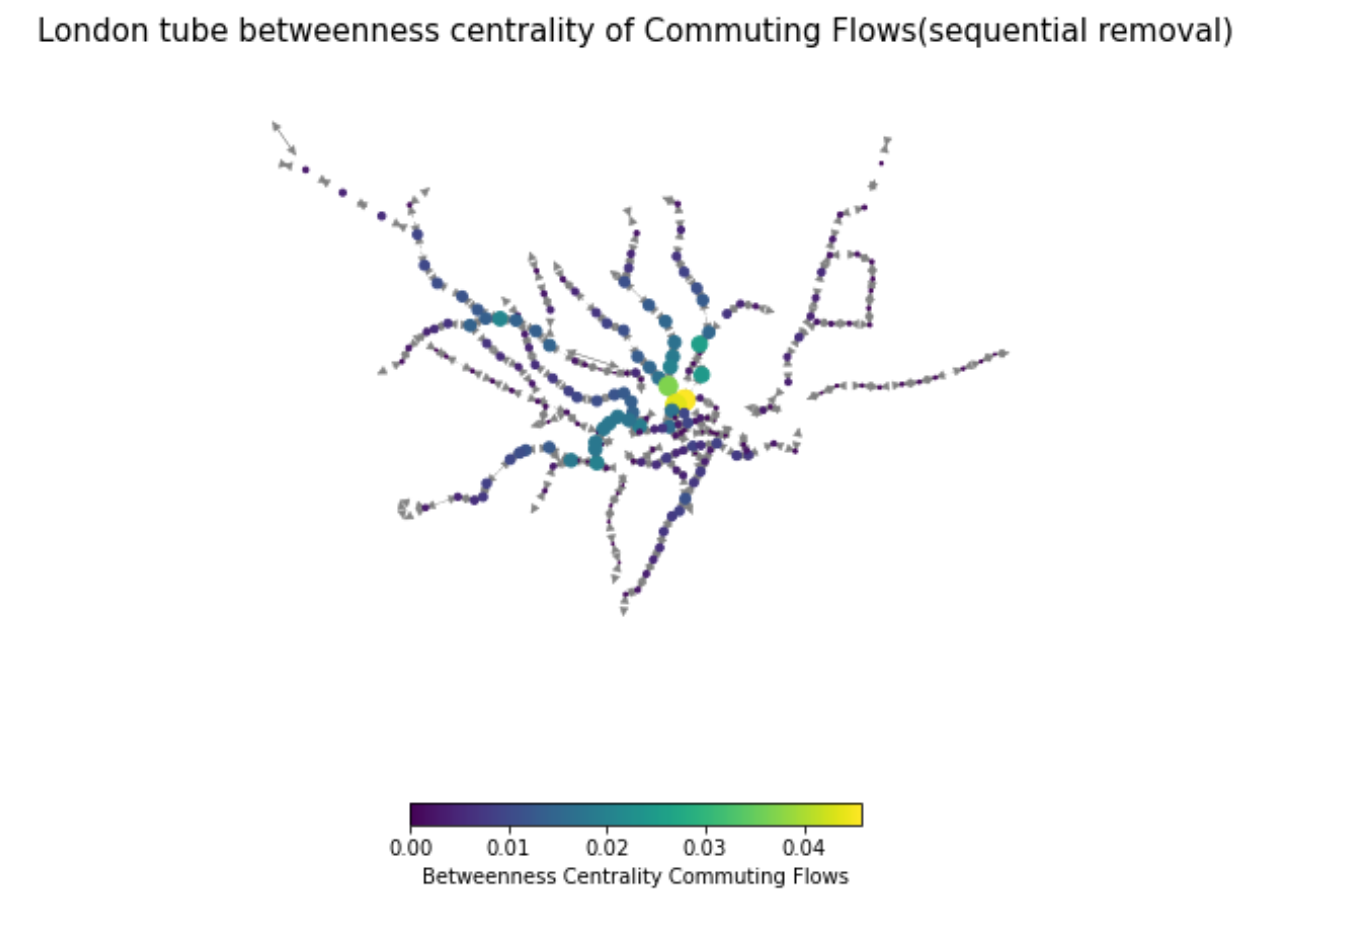 London tube betweenness centrality of Commuting Flows(sequential removal)
0.00 0.01 0.02 0.03 0.04
Betweenness Centrality Commuting Flows